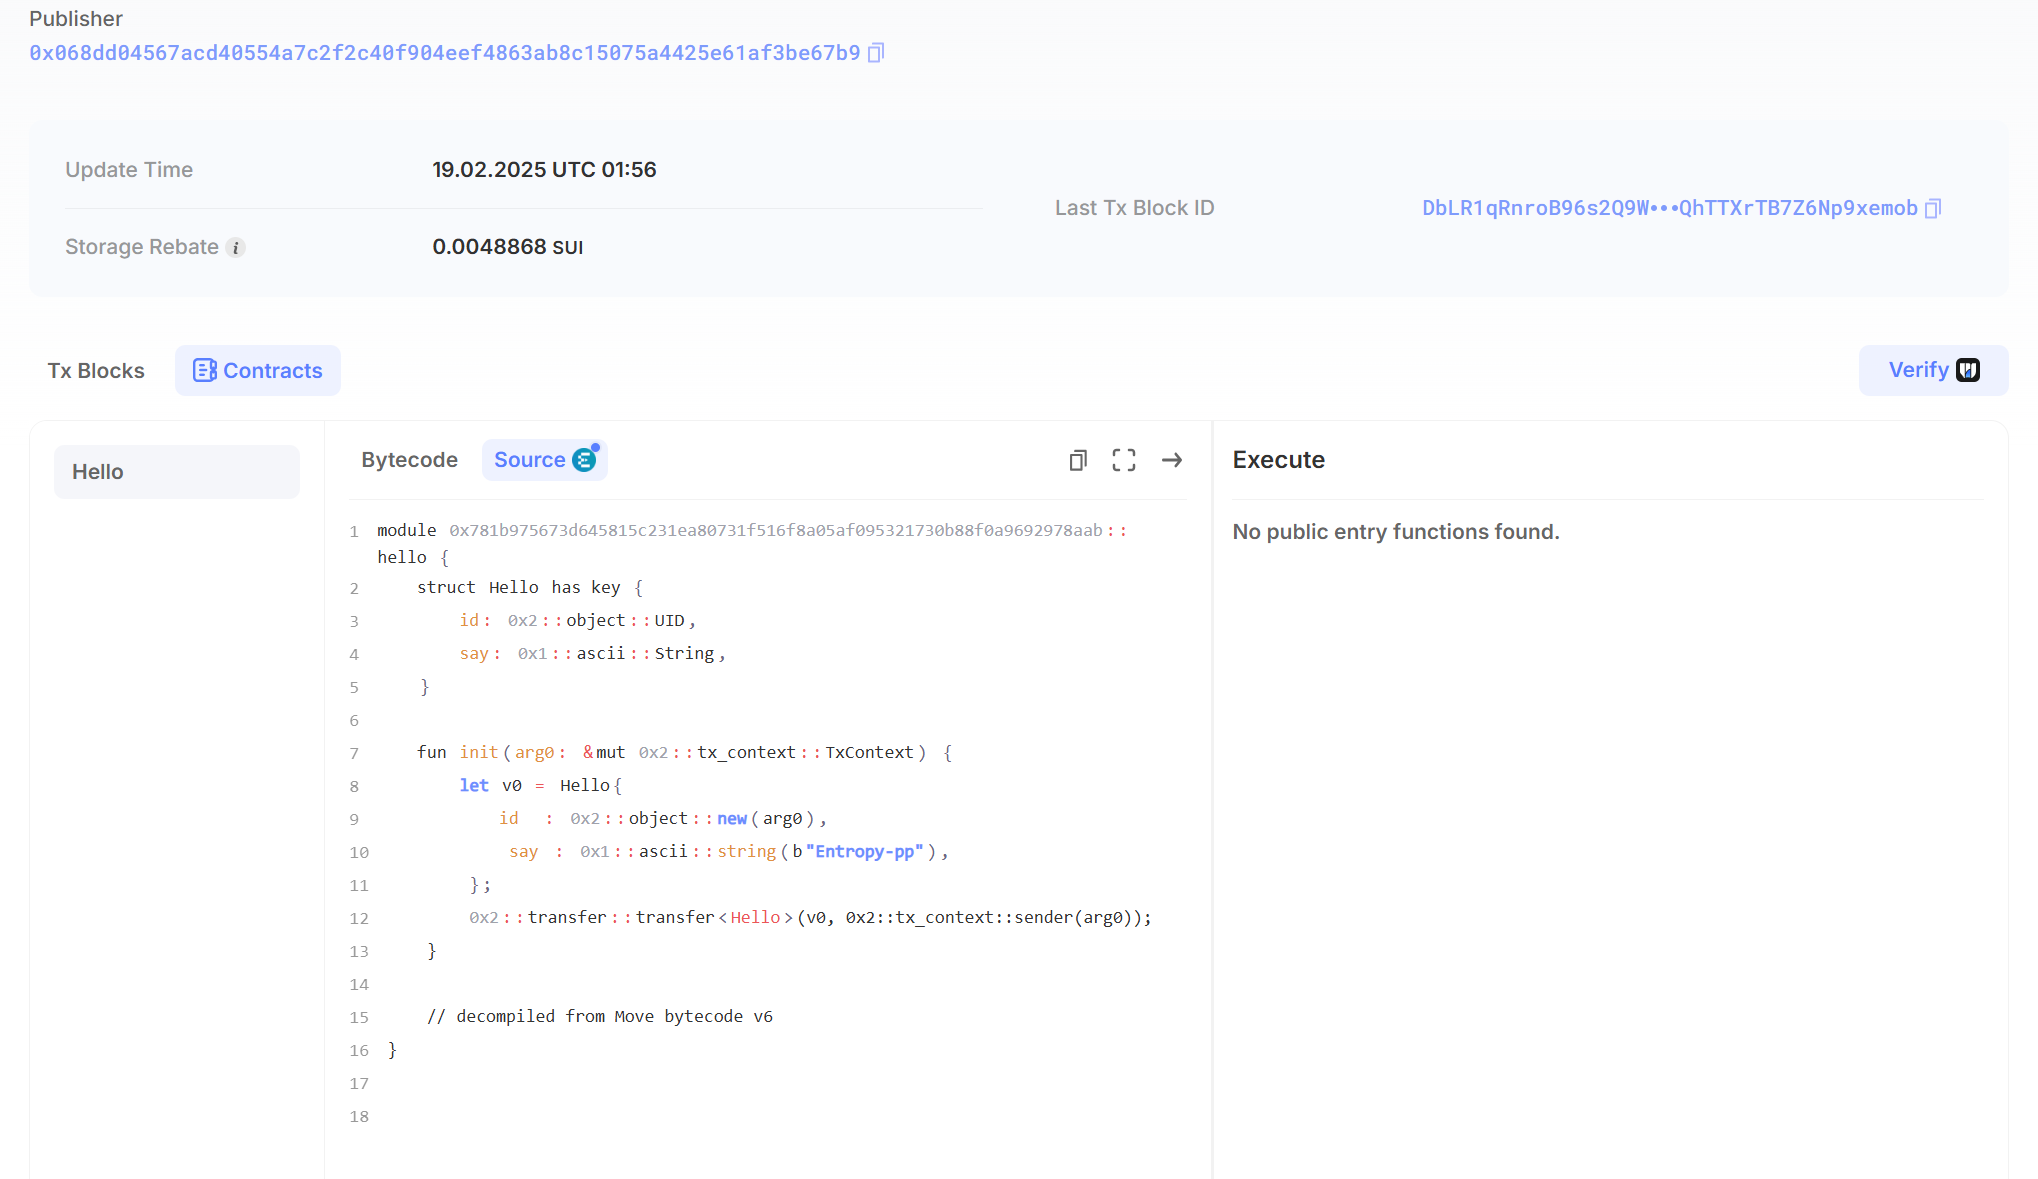 Publisher
0x068dd04567acd40554a7c2f2c40f904eef4863ab8c15075a4425e61af3be67b9
Update Time 19.02.2025 UTC 01:56
Last Tx Block ID DbLR1qRnroB96s2Q9W•••QhTTXrTB7Z6Np9xemob
Storage Rebate i 0.0048868 SUI
Tx Blocks Contracts Verify
Hello
Bytecode Source
Execute
No public entry functions found.
1 module 0x781b975673d645815c231ea80731f516f8a05af095321730b88f0a9692978aab::
hello {
2 struct Hello has key {
3 id: 0x2::object::UID,
4 say: 0x1::ascii::String,
5 }
6
7 fun init(arg0: &mut 0x2::tx_context::TxContext) {
8 let v0 = Hello{
9 id : 0x2::object::new(arg0),
10 say : 0x1::ascii::string(b"Entropy-pp"),
11 };
12 0x2::transfer::transfer<Hello>(v0, 0x2::tx_context::sender(arg0));
13 }
14
15 // decompiled from Move bytecode v6
16 }
17
18